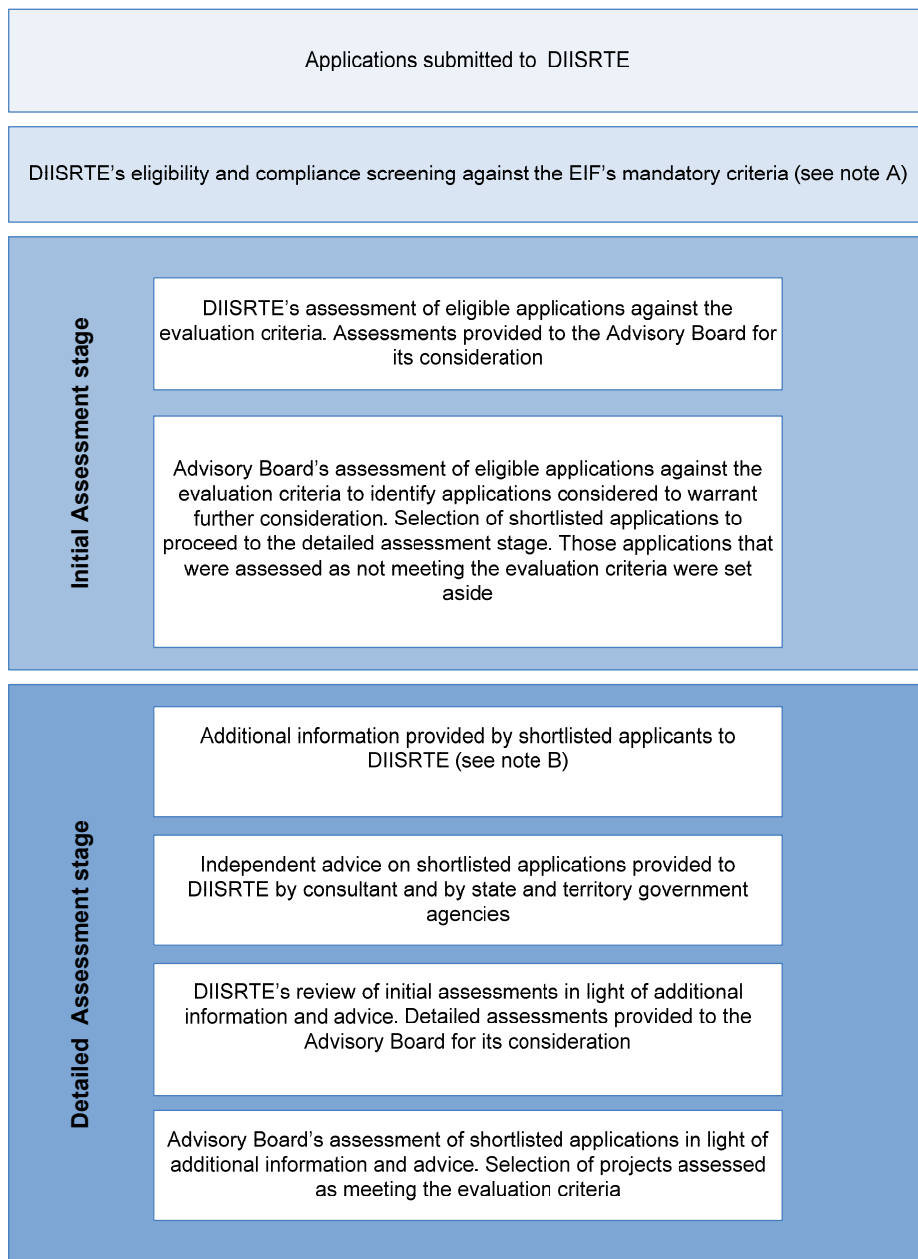 Applications submitted to DIISRTE
DIISRTE’s eligibility and compliance screening against the EIF’s mandatory criteria (see note A)
Initial Assessment stage
DIISRTE’s assessment of eligible applications against the
evaluation criteria. Assessments provided to the Advisory Board for
its consideration
Advisory Board’s assessment of eligible applications against the
evaluation criteria to identify applications considered to warrant
further consideration. Selection of shortlisted applications to
proceed to the detailed assessment stage. Those applications that
were assessed as not meeting the evaluation criteria were set
aside
Detailed Assessment stage
Additional information provided by shortlisted applicants to
DIISRTE (see note B)
Independent advice on shortlisted applications provided to
DIISRTE by consultant and by state and territory government
agencies
DIISRTE’s review of initial assessments in light of additional
information and advice. Detailed assessments provided to the
Advisory Board for its consideration
Advisory Board’s assessment of shortlisted applications in light of
additional information and advice. Selection of projects assessed
as meeting the evaluation criteria